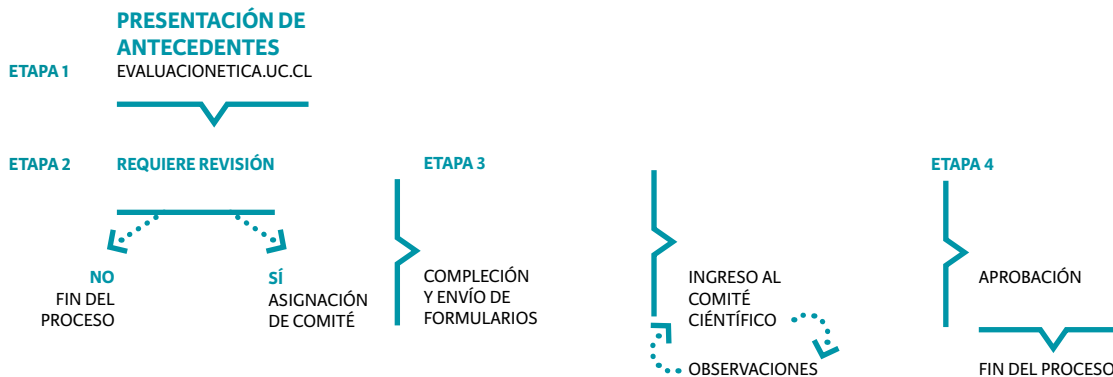 PRESENTACIÓN DE
ANTECEDENTES
ETAPA 1
EVALUACIONETICA.UC.CL
ETAPA 2
REQUIERE REVISIÓN
NO
FIN DEL
PROCESO
SÍ
ASIGNACIÓN
DE COMITÉ
ETAPA 3
COMPLECIÓN
Y ENVÍO DE
FORMULARIOS
INGRESO AL
COMITÉ
CIÉNTÍFICO
OBSERVACIONES
ETAPA 4
APROBACIÓN
FIN DEL PROCESO